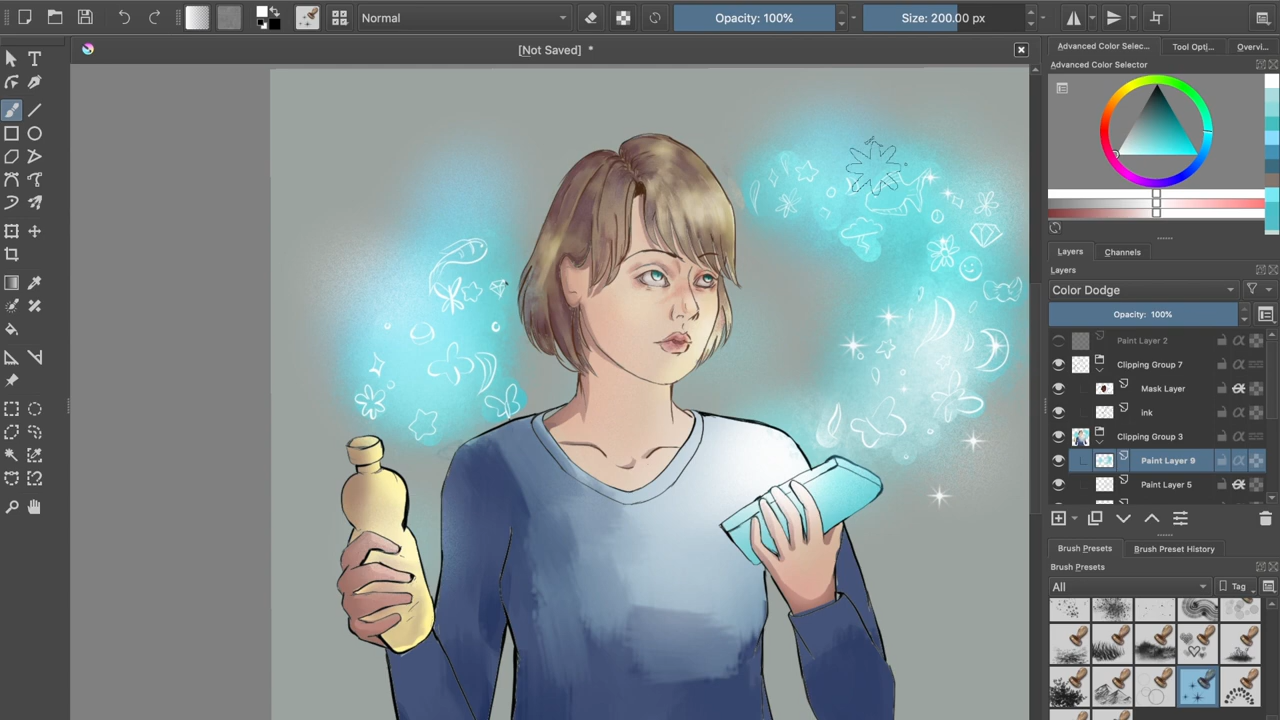 Normal
Opacity: 100%
Size: 200.00 px
[Not Saved] *
Advanced Color Selec...
Tool Opti...
Overvi...
Advanced Color Selector
Layers
Channels
Layers
Color Dodge
Opacity: 100%
Paint Layer 2
Clipping Group 7
Mask Layer
ink
Clipping Group 3
Paint Layer 9
Paint Layer 5
Brush Presets
Brush Preset History
Brush Presets
All
Tag